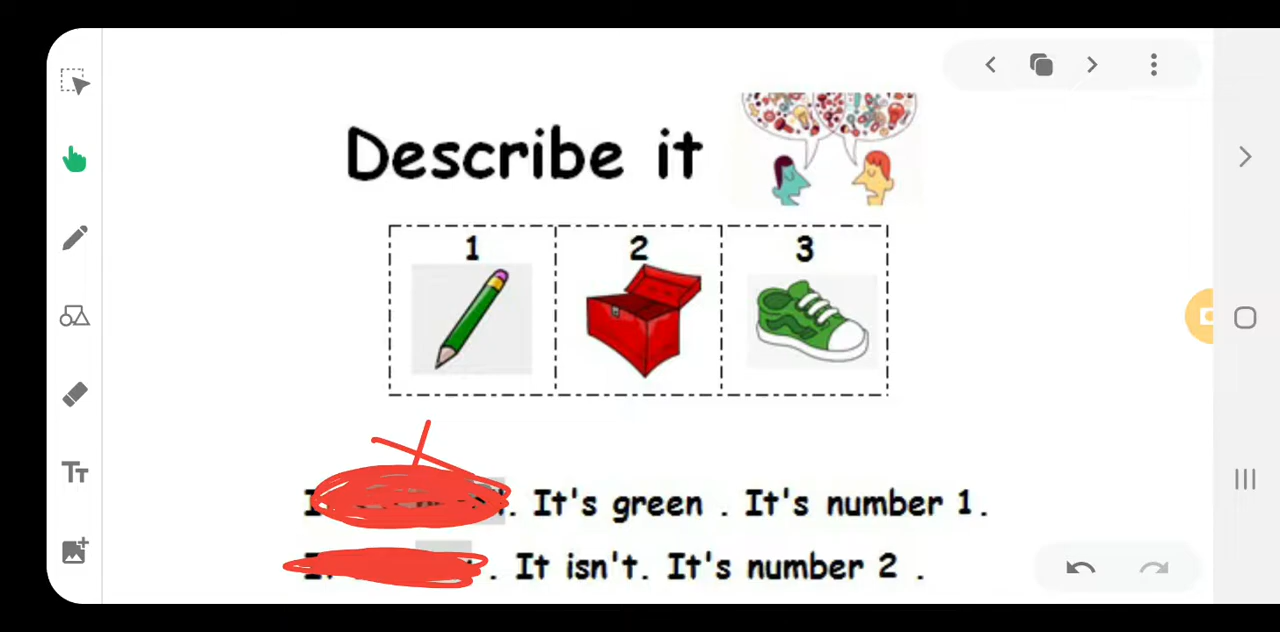 Describe it
1 2 3
. It's green . It's number 1.
. It isn't. It's number 2 .